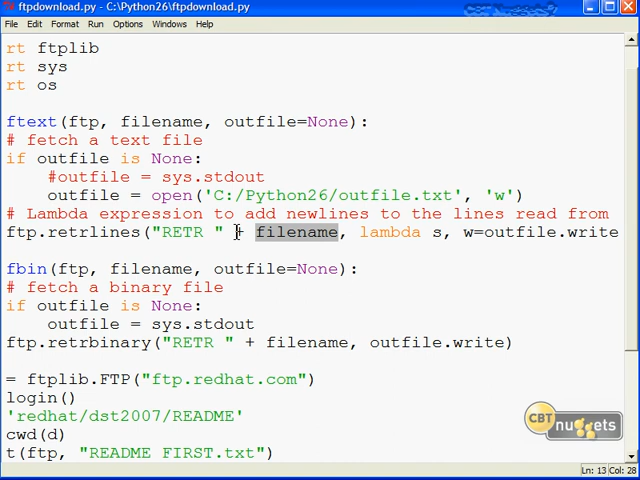 ftpdownload.py - C:\Python26\ftpdownload.py
File Edit Format Run Options Windows Help
rt ftplib
rt sys
rt os
ftext(ftp, filename, outfile=None):
# fetch a text file
if outfile is None:
#outfile = sys.stdout
outfile = open('C:/Python26/outfile.txt', 'w')
# Lambda expression to add newlines to the lines read from
ftp.retrlines("RETR " + filename, lambda s, w=outfile.write
fbin(ftp, filename, outfile=None):
# fetch a binary file
if outfile is None:
outfile = sys.stdout
ftp.retrbinary("RETR " + filename, outfile.write)
= ftplib.FTP("ftp.redhat.com")
login()
'redhat/dst2007/README'
cwd(d)
t(ftp, "README FIRST.txt")
CBT nuggets
Ln: 13 Col: 28